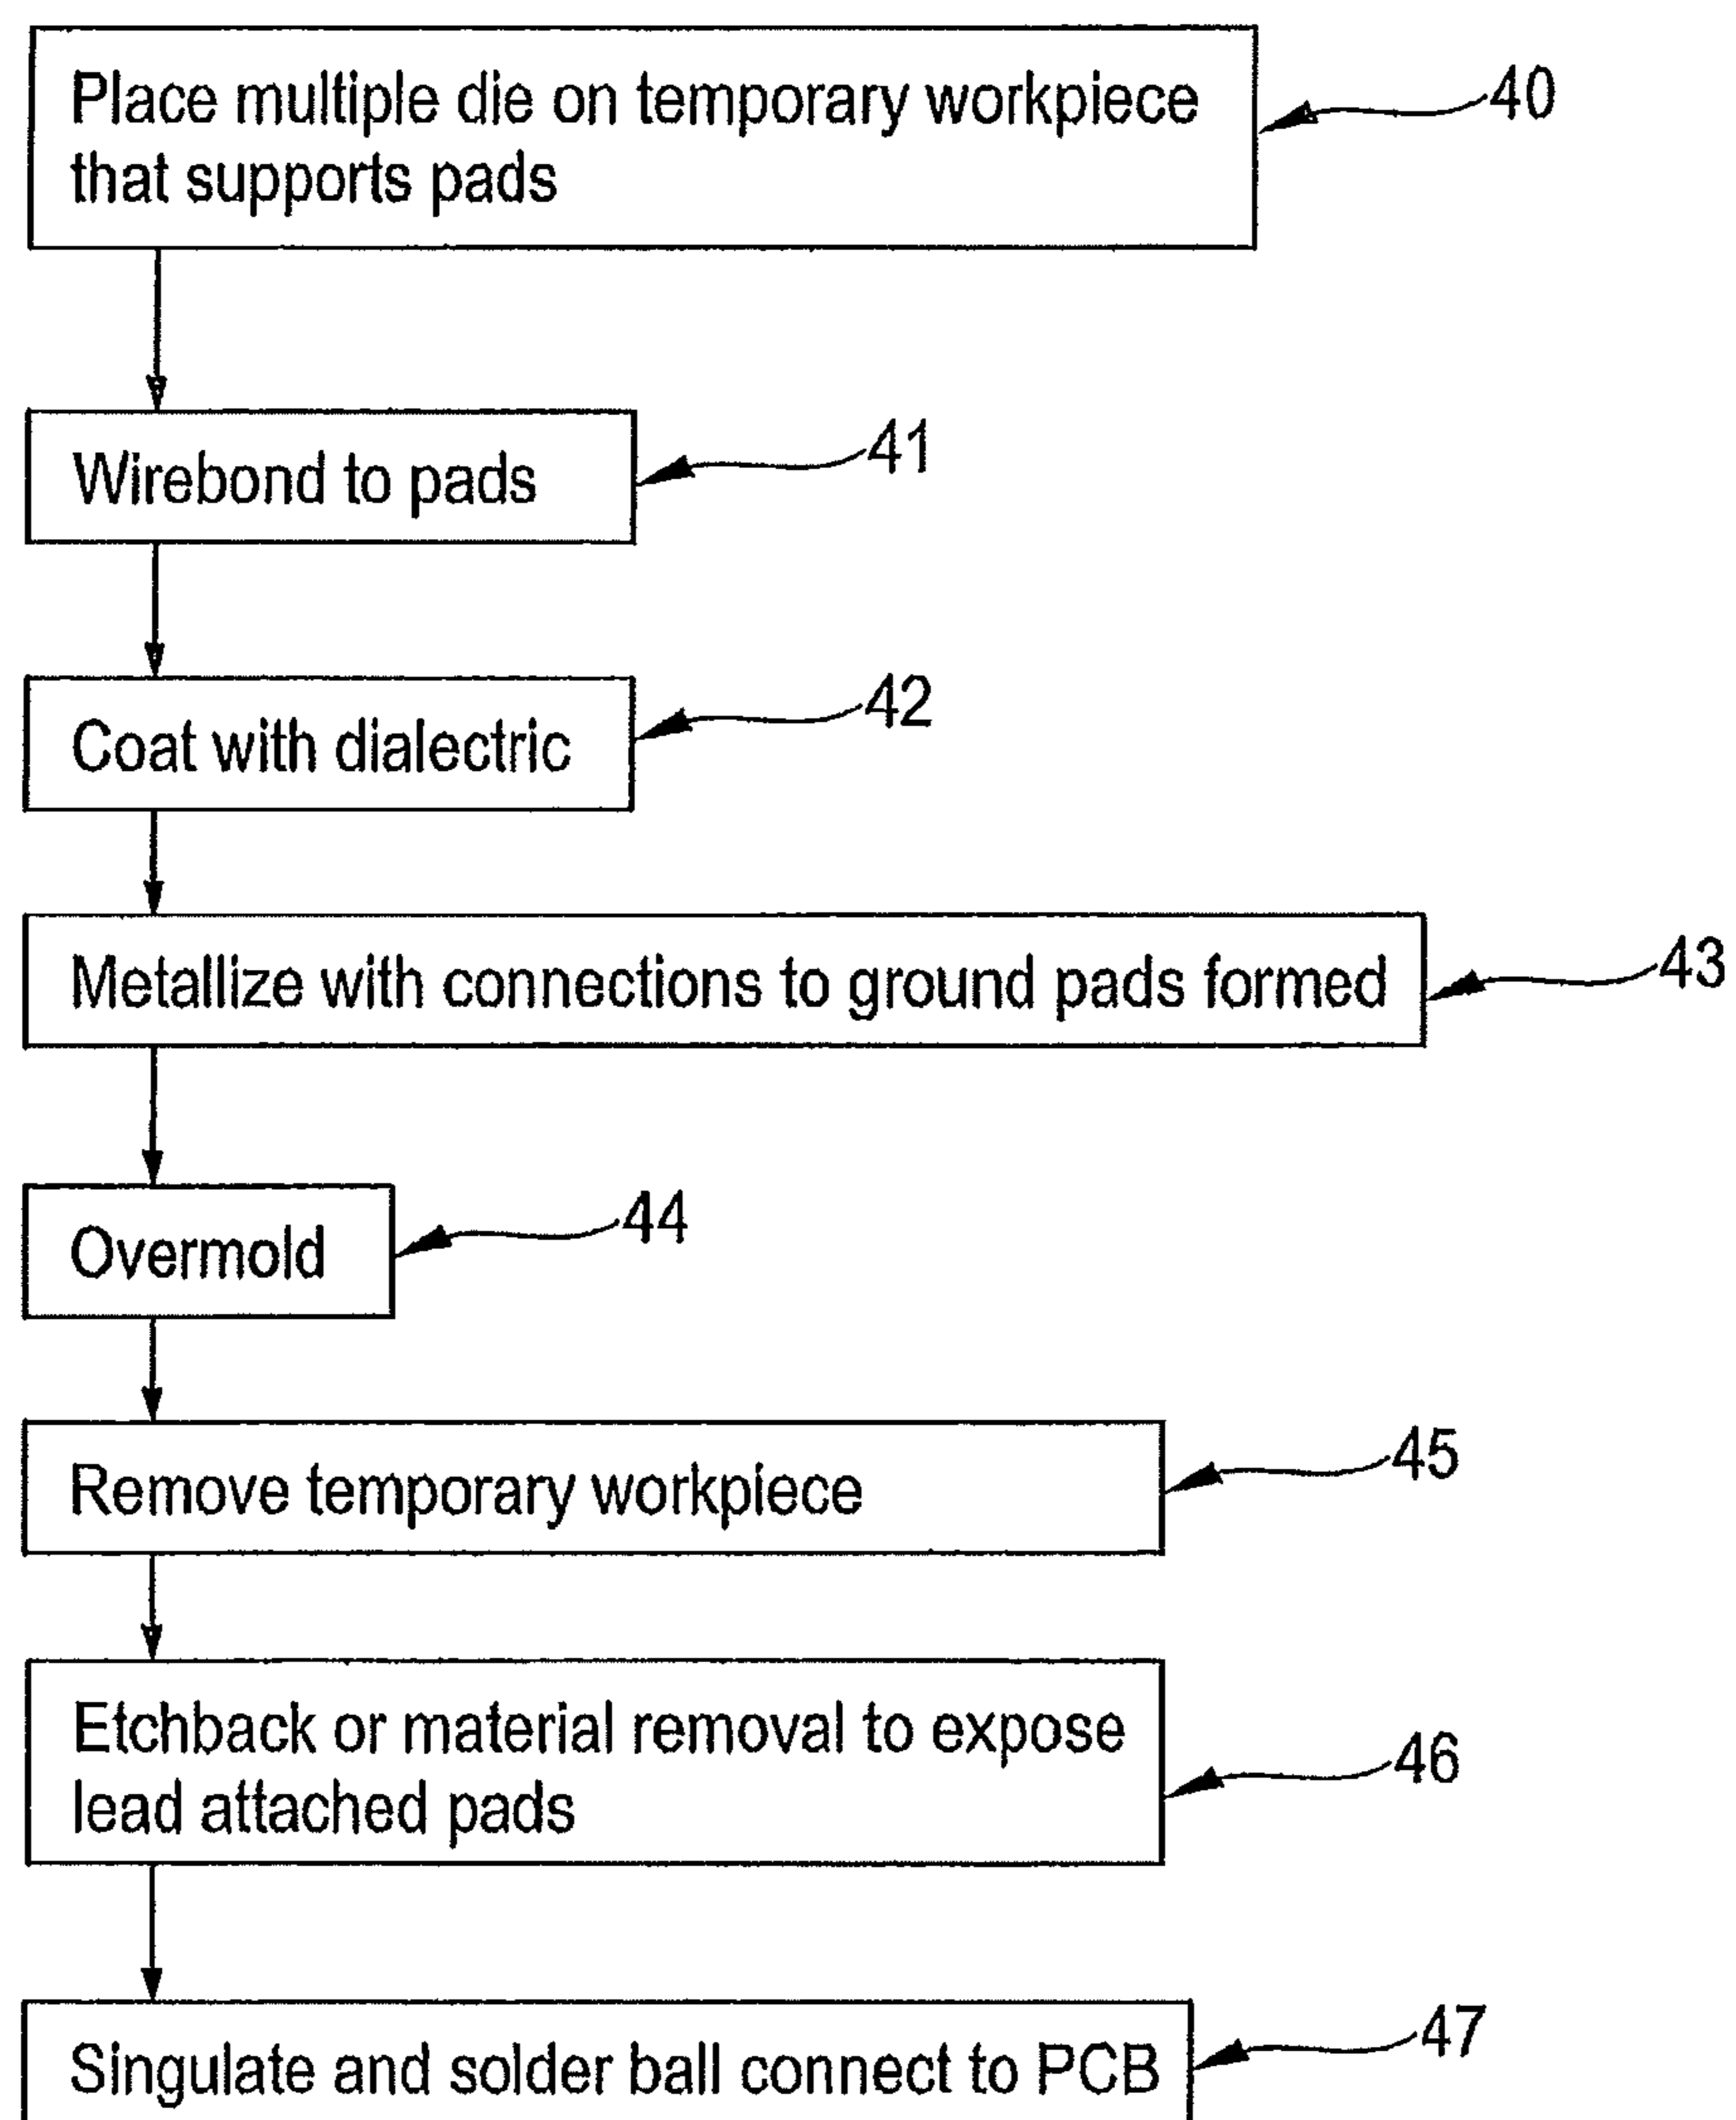 Place multiple die on temporary workpiece
that supports pads
40
Wirebond to pads
41
Coat with dialectric
42
Metallize with connections to ground pads formed
43
Overmold
44
Remove temporary workpiece
45
Etchback or material removal to expose
lead attached pads
46
Singulate and solder ball connect to PCB
47